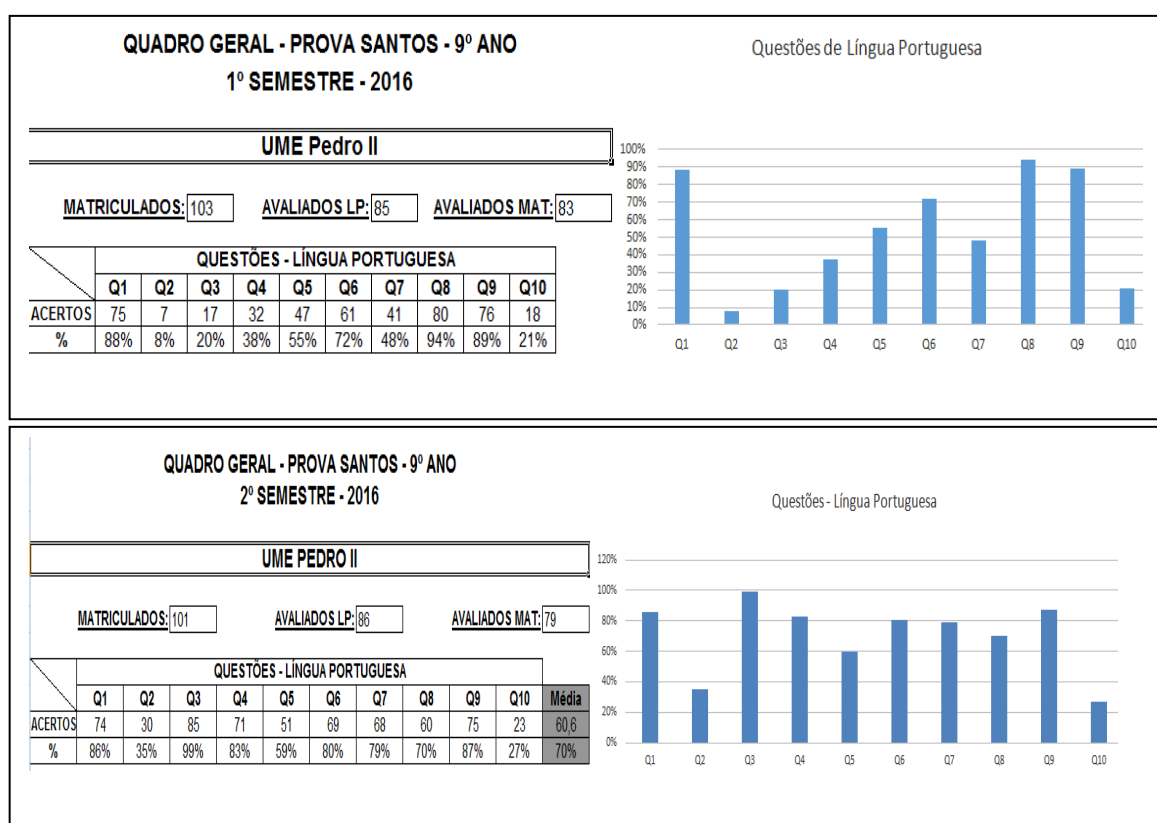 QUADRO GERAL - PROVA SANTOS - 9º ANO
1º SEMESTRE - 2016
UME Pedro II
MATRICULADOS: 103 AVALIADOS LP: 85 AVALIADOS MAT: 83
QUESTÕES - LÍNGUA PORTUGUESA
Q1 Q2 Q3 Q4 Q5 Q6 Q7 Q8 Q9 Q10
ACERTOS 75 7 17 32 47 61 41 80 76 18
% 88% 8% 20% 38% 55% 72% 48% 94% 89% 21%
Questões de Língua Portuguesa
100%
90%
80%
70%
60%
50%
40%
30%
20%
10%
0%
Q1 Q2 Q3 Q4 Q5 Q6 Q7 Q8 Q9 Q10
QUADRO GERAL - PROVA SANTOS - 9º ANO
2º SEMESTRE - 2016
UME PEDRO II
MATRICULADOS: 101 AVALIADOS LP: 86 AVALIADOS MAT: 79
QUESTÕES - LÍNGUA PORTUGUESA
Q1 Q2 Q3 Q4 Q5 Q6 Q7 Q8 Q9 Q10 Média
ACERTOS 74 30 85 71 51 69 68 60 75 23 60,6
% 86% 35% 99% 83% 59% 80% 79% 70% 87% 27% 70%
Questões - Língua Portuguesa
120%
100%
80%
60%
40%
20%
0%
Q1 Q2 Q3 Q4 Q5 Q6 Q7 Q8 Q9 Q10